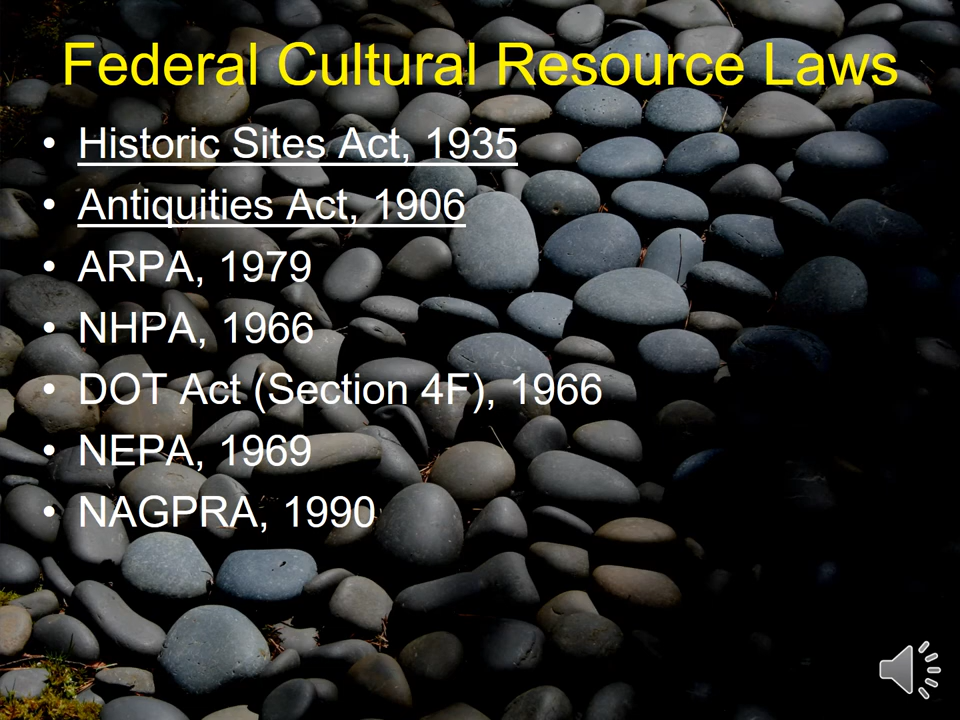 Federal Cultural Resource Laws
• Historic Sites Act, 1935
• Antiquities Act, 1906
• ARPA, 1979
• NHPA, 1966
• DOT Act (Section 4F), 1966
• NEPA, 1969
• NAGPRA, 1990